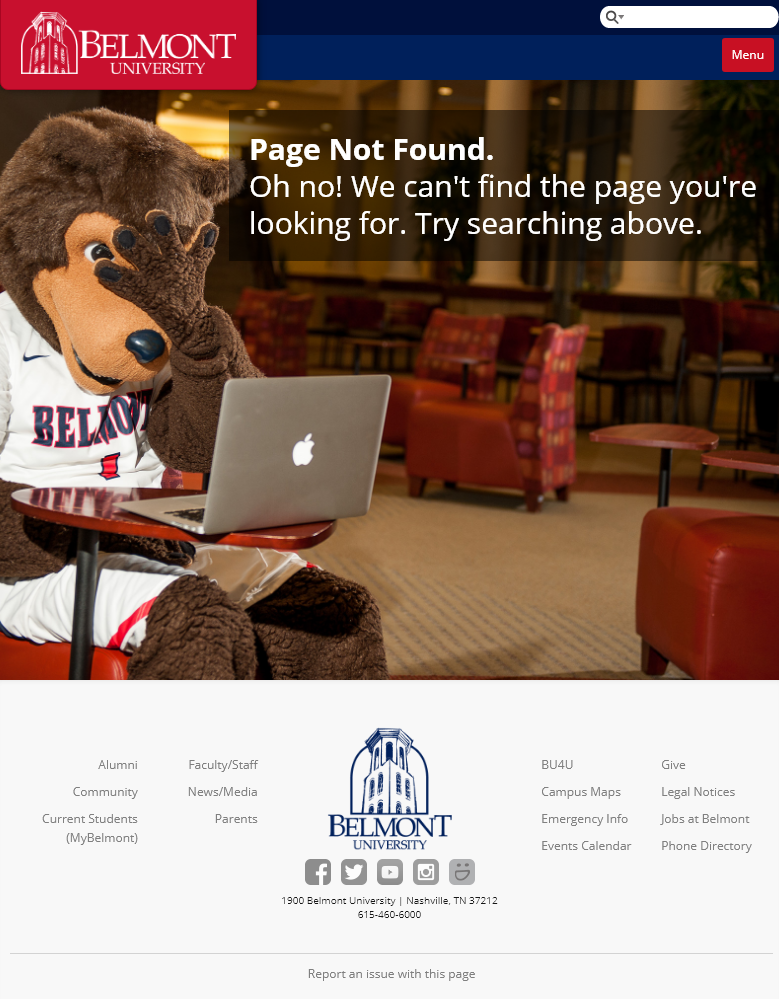 BELMONT
UNIVERSITY
Menu
Page Not Found.
Oh no! We can't find the page you're
looking for. Try searching above.
BELMON
Alumni
Community
Current Students
(MyBelmont)
Faculty/Staff
News/Media
Parents
BELMONT
UNIVERSITY
BU4U
Campus Maps
Emergency Info
Events Calendar
Give
Legal Notices
Jobs at Belmont
Phone Directory
1900 Belmont University | Nashville, TN 37212
615-460-6000
Report an issue with this page